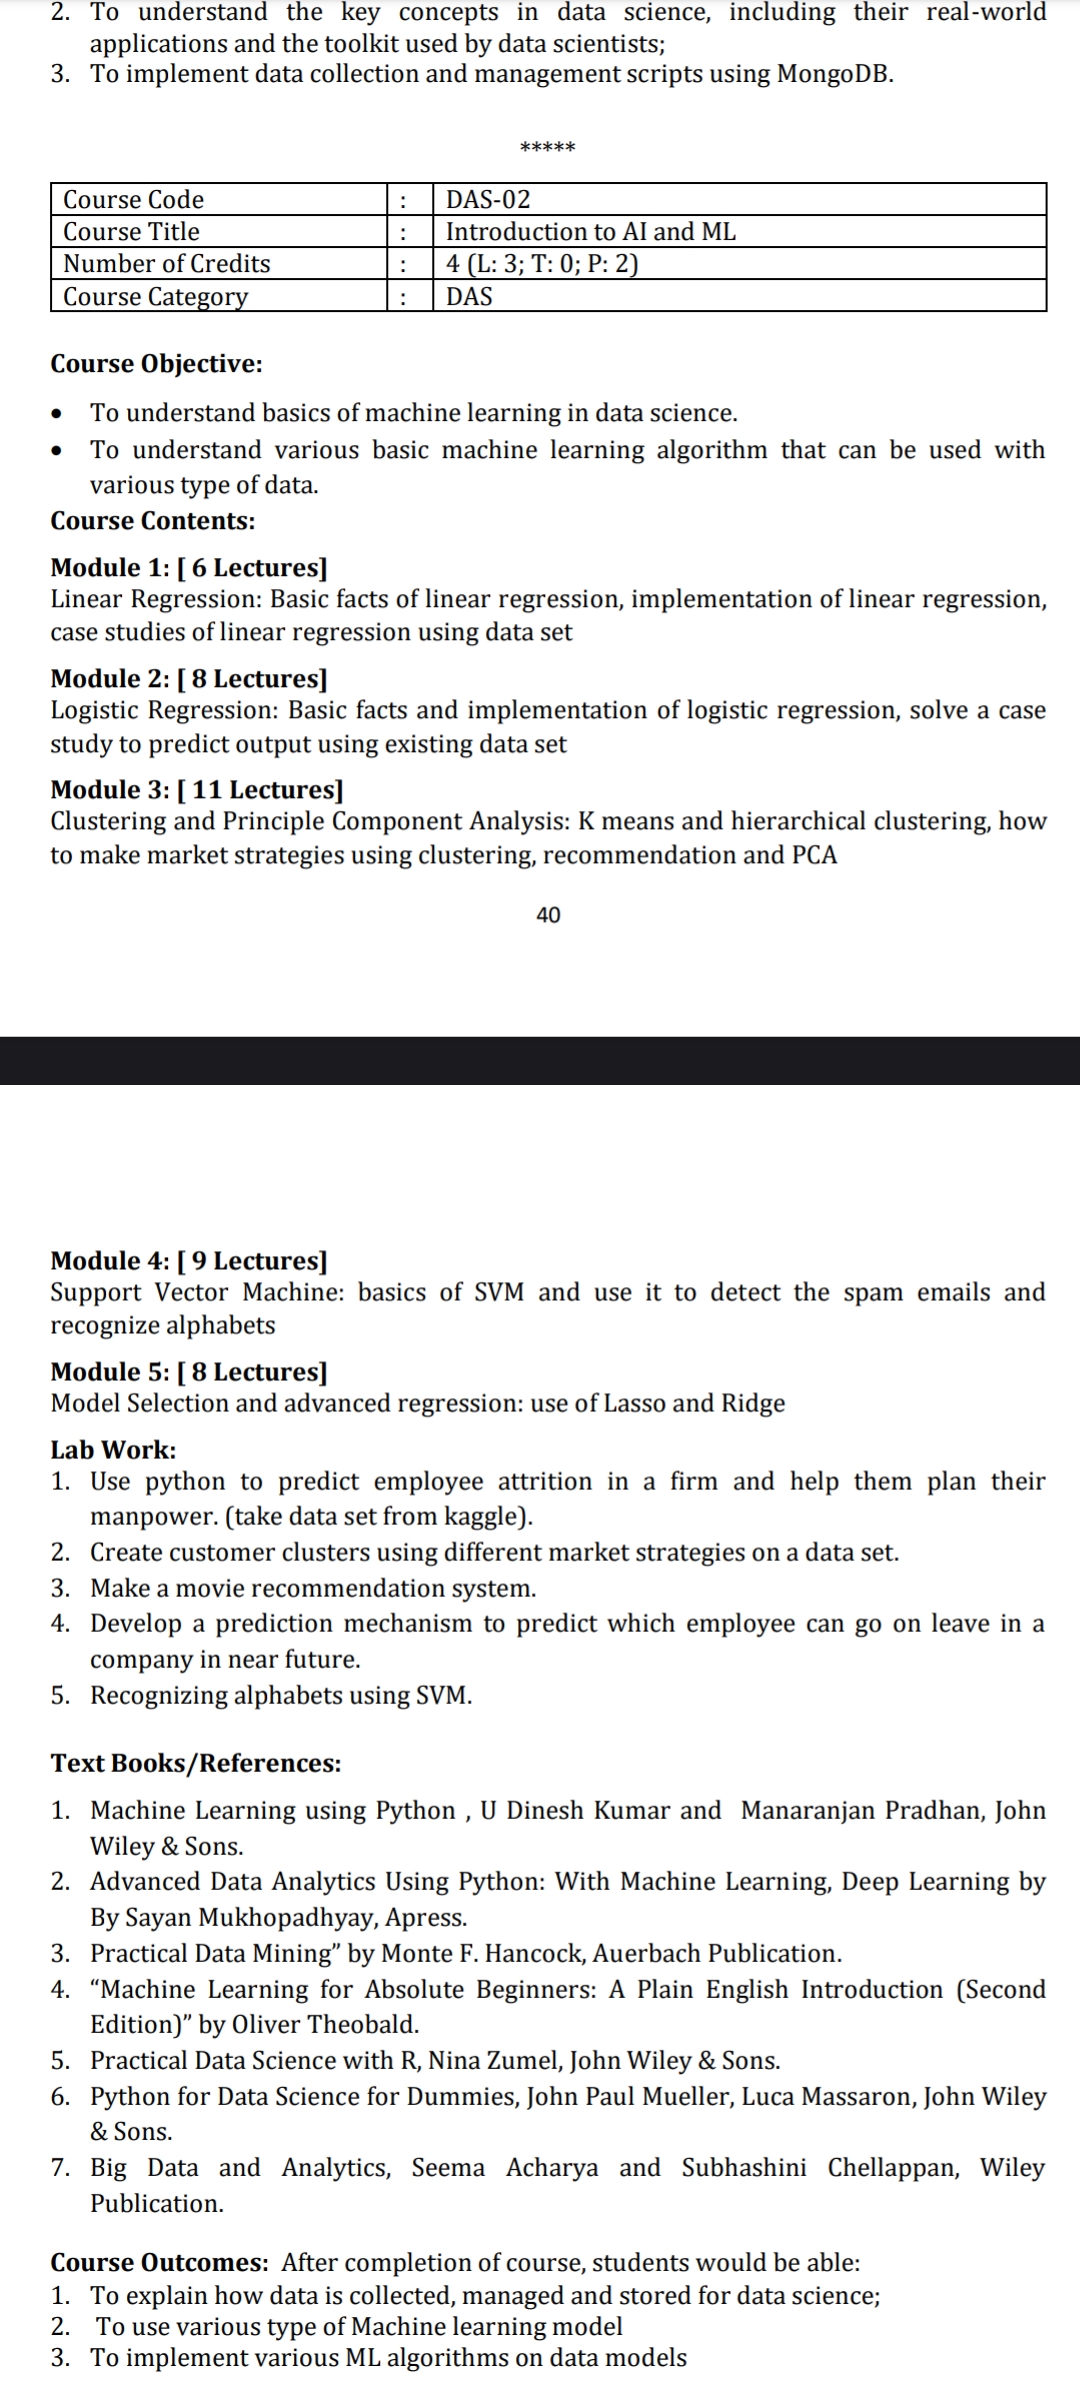 2. To understand the key concepts in data science, including their real-world
applications and the toolkit used by data scientists;
3. To implement data collection and management scripts using MongoDB.
*****
Course Code : DAS-02
Course Title : Introduction to AI and ML
Number of Credits : 4 (L: 3; T: 0; P: 2)
Course Category : DAS
Course Objective:
• To understand basics of machine learning in data science.
• To understand various basic machine learning algorithm that can be used with
various type of data.
Course Contents:
Module 1: [ 6 Lectures]
Linear Regression: Basic facts of linear regression, implementation of linear regression,
case studies of linear regression using data set
Module 2: [ 8 Lectures]
Logistic Regression: Basic facts and implementation of logistic regression, solve a case
study to predict output using existing data set
Module 3: [ 11 Lectures]
Clustering and Principle Component Analysis: K means and hierarchical clustering, how
to make market strategies using clustering, recommendation and PCA
40
Module 4: [ 9 Lectures]
Support Vector Machine: basics of SVM and use it to detect the spam emails and
recognize alphabets
Module 5: [ 8 Lectures]
Model Selection and advanced regression: use of Lasso and Ridge
Lab Work:
1. Use python to predict employee attrition in a firm and help them plan their
manpower. (take data set from kaggle).
2. Create customer clusters using different market strategies on a data set.
3. Make a movie recommendation system.
4. Develop a prediction mechanism to predict which employee can go on leave in a
company in near future.
5. Recognizing alphabets using SVM.
Text Books/References:
1. Machine Learning using Python , U Dinesh Kumar and Manaranjan Pradhan, John
Wiley & Sons.
2. Advanced Data Analytics Using Python: With Machine Learning, Deep Learning by
By Sayan Mukhopadhyay, Apress.
3. Practical Data Mining” by Monte F. Hancock, Auerbach Publication.
4. “Machine Learning for Absolute Beginners: A Plain English Introduction (Second
Edition)” by Oliver Theobald.
5. Practical Data Science with R, Nina Zumel, John Wiley & Sons.
6. Python for Data Science for Dummies, John Paul Mueller, Luca Massaron, John Wiley
& Sons.
7. Big Data and Analytics, Seema Acharya and Subhashini Chellappan, Wiley
Publication.
Course Outcomes: After completion of course, students would be able:
1. To explain how data is collected, managed and stored for data science;
2. To use various type of Machine learning model
3. To implement various ML algorithms on data models